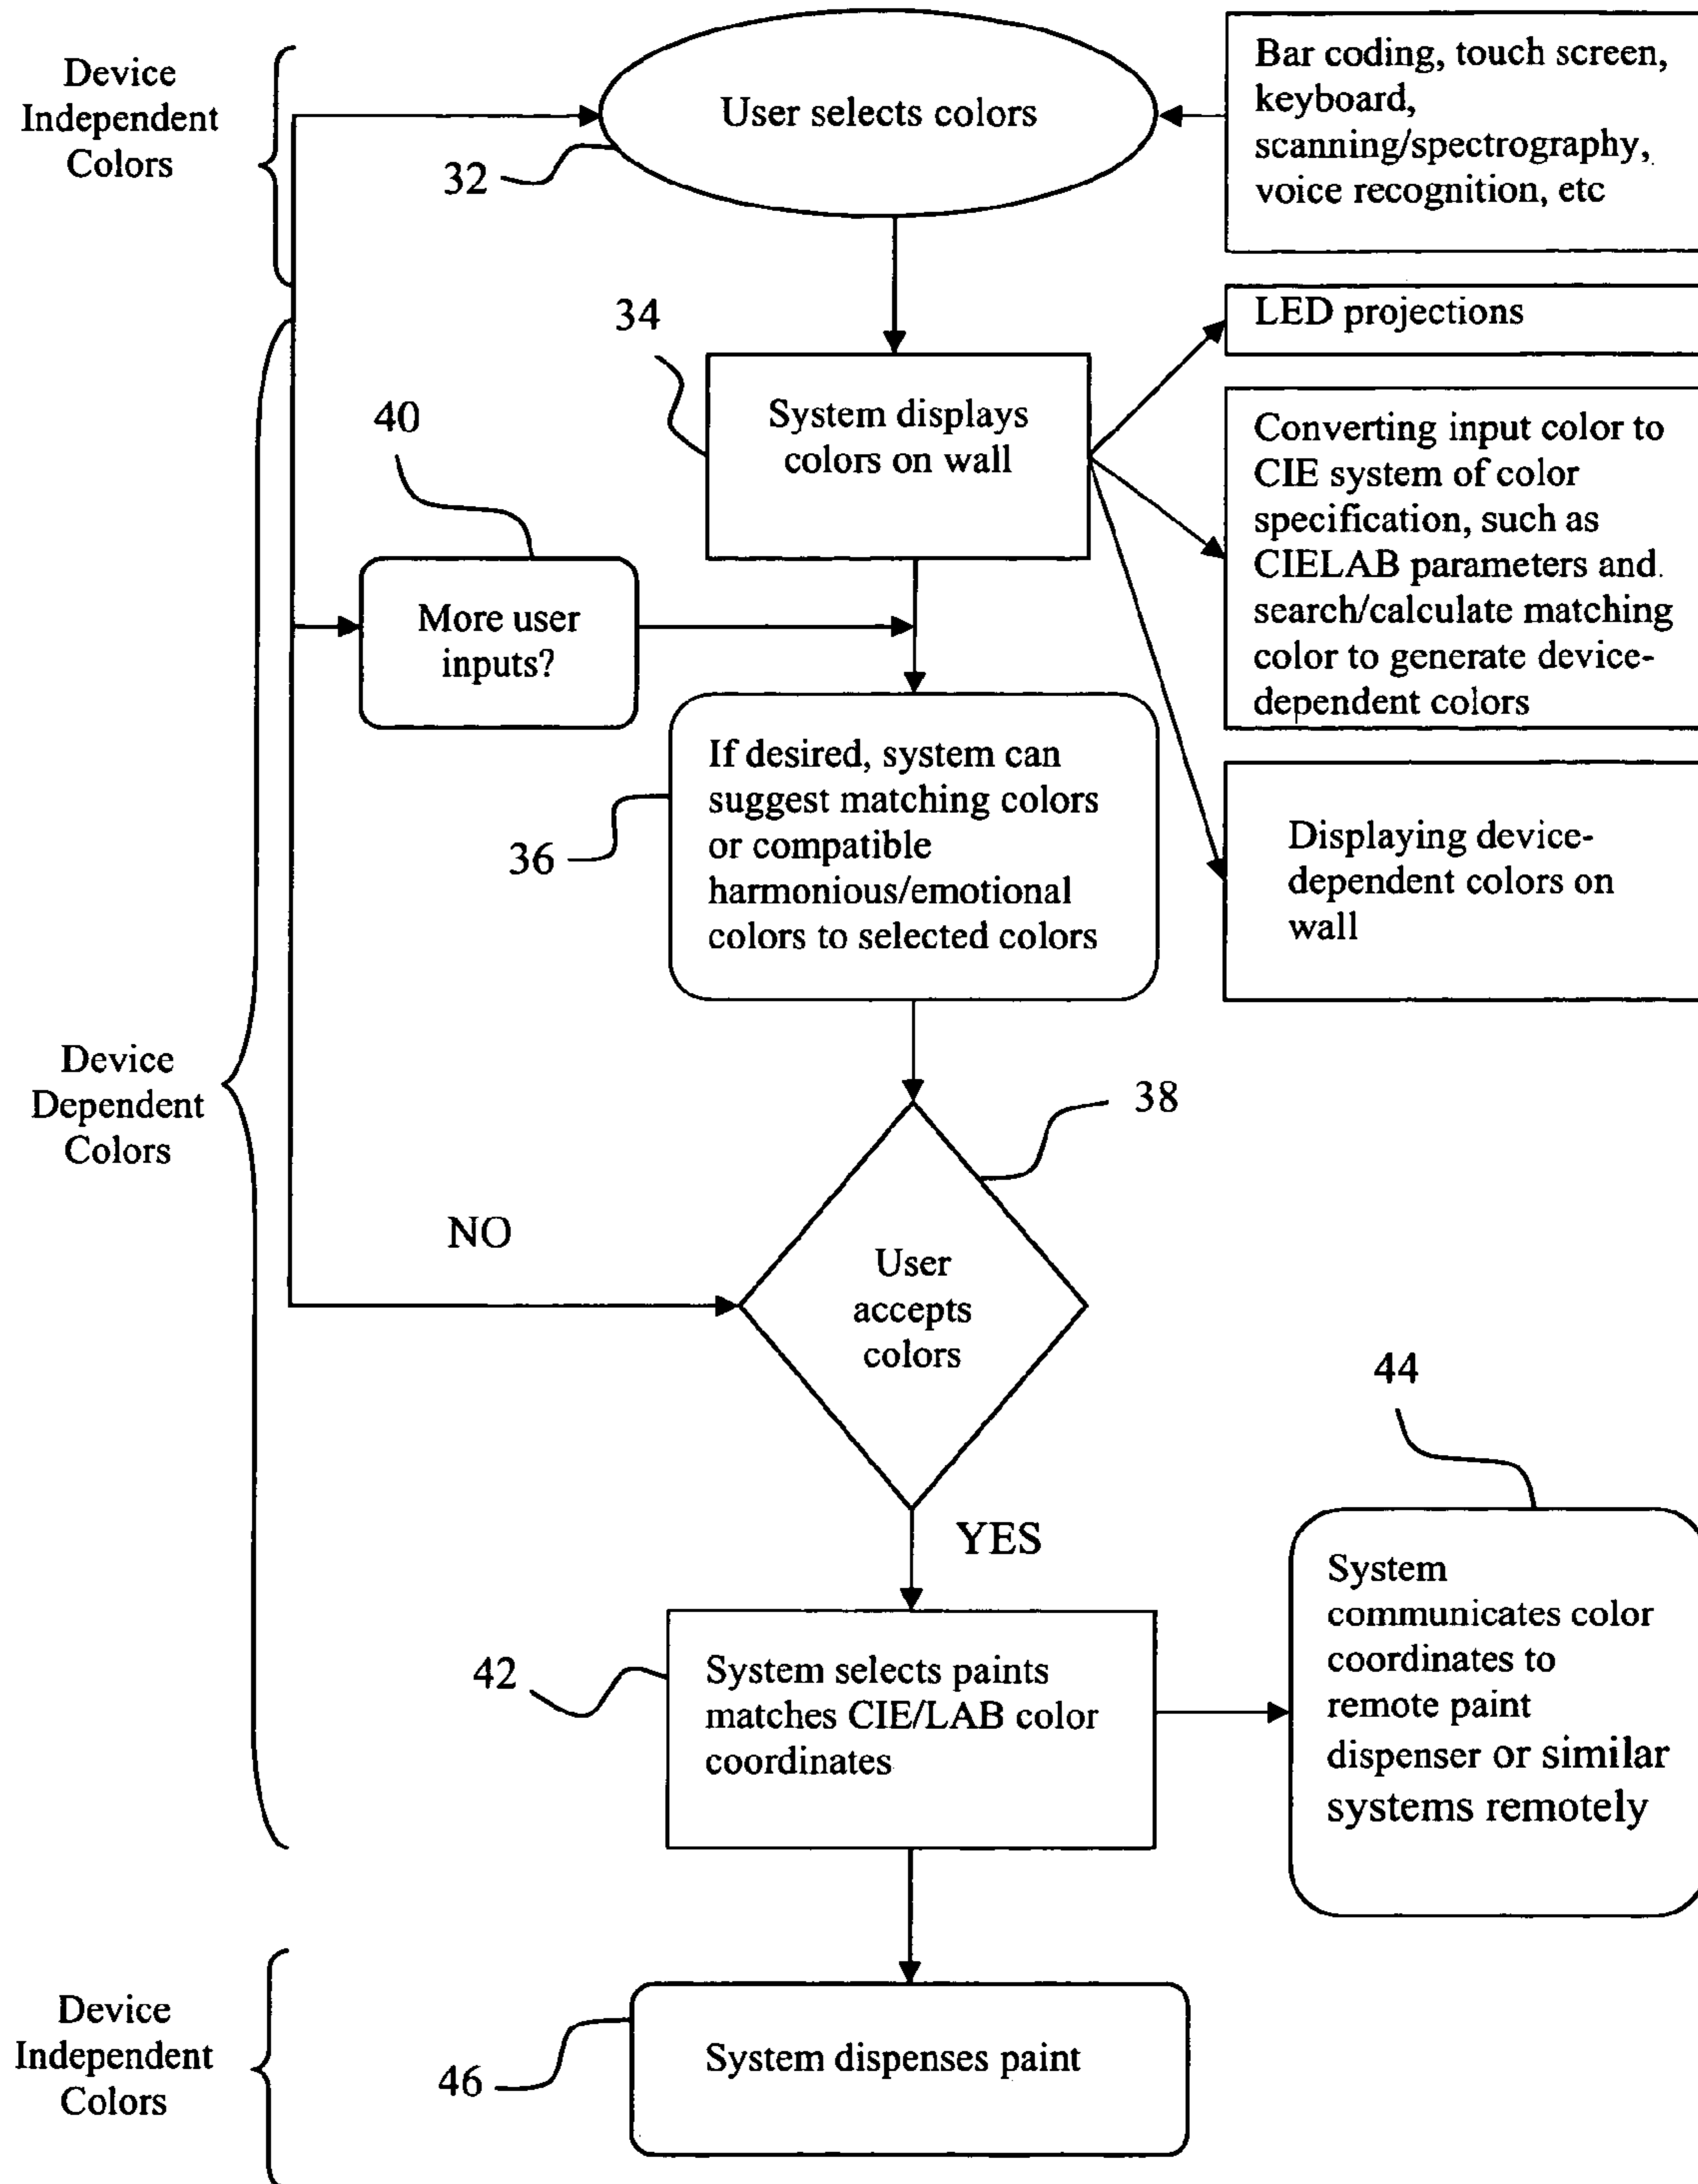 Device
Independent
Colors
User selects colors
32
Bar coding, touch screen,
keyboard,
scanning/spectrography,
voice recognition, etc
34
System displays
colors on wall
LED projections
Converting input color to
CIE system of color
specification, such as
CIELAB parameters and
search/calculate matching
color to generate device-
dependent colors
Displaying device-
dependent colors on
wall
40
More user
inputs?
36
If desired, system can
suggest matching colors
or compatible
harmonious/emotional
colors to selected colors
Device
Dependent
Colors
38
NO
User
accepts
colors
YES
44
System
communicates color
coordinates to
remote paint
dispenser or similar
systems remotely
42
System selects paints
matches CIE/LAB color
coordinates
Device
Independent
Colors
46
System dispenses paint